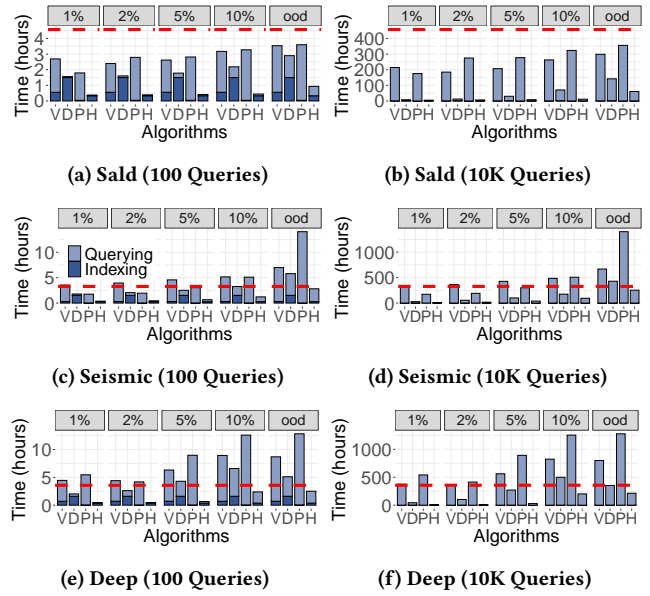 1% 2% 5% 10% ood
Time (hours)
4
3
2
1
0
VDPH VDPH VDPH VDPH VDPH
Algorithms
(a) Sald (100 Queries)
1% 2% 5% 10% ood
Time (hours)
400
300
200
100
0
VDPH VDPH VDPH VDPH VDPH
Algorithms
(b) Sald (10K Queries)
1% 2% 5% 10% ood
Time (hours)
10
5
0
Querying
Indexing
VDPH VDPH VDPH VDPH VDPH
Algorithms
(c) Seismic (100 Queries)
1% 2% 5% 10% ood
Time (hours)
1000
500
0
VDPH VDPH VDPH VDPH VDPH
Algorithms
(d) Seismic (10K Queries)
1% 2% 5% 10% ood
Time (hours)
10
5
0
VDPH VDPH VDPH VDPH VDPH
Algorithms
(e) Deep (100 Queries)
1% 2% 5% 10% ood
Time (hours)
1000
500
0
VDPH VDPH VDPH VDPH VDPH
Algorithms
(f) Deep (10K Queries)